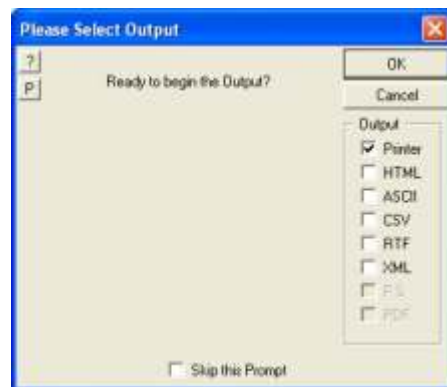 Please Select Output
?
P
Ready to begin the Output?
OK
Cancel
Output
Printer
HTML
ASCII
CSV
RTF
XML
PDF
Skip this Prompt